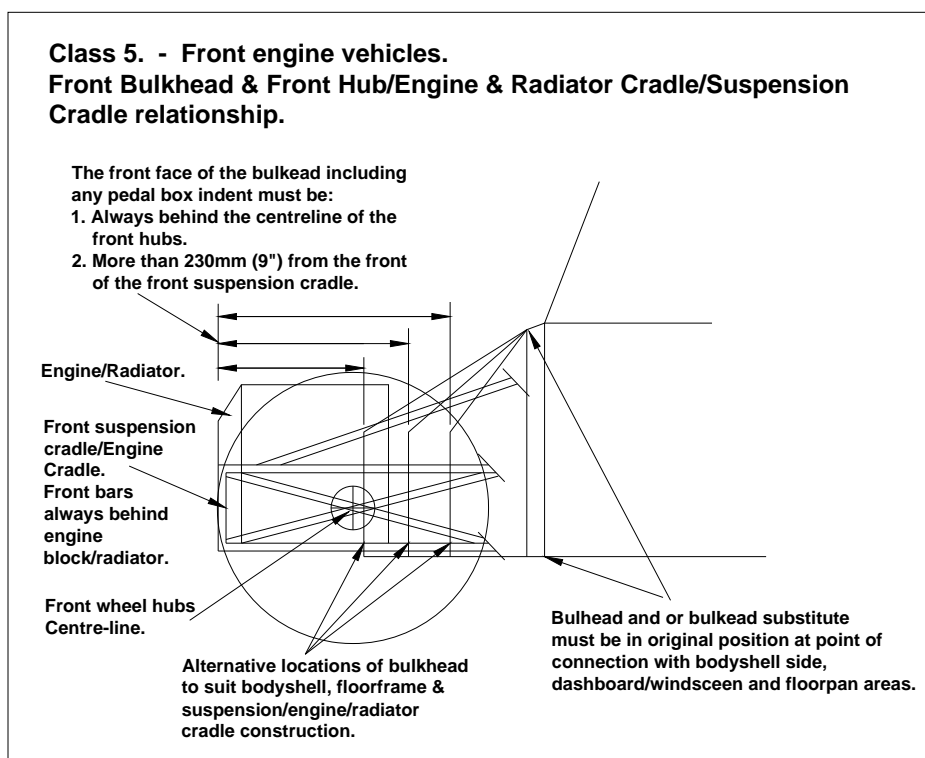 Class 5.  - Front engine vehicles.
Front Bulkhead & Front Hub/Engine & Radiator Cradle/Suspension
Cradle relationship.
The front face of the bulkead including
any pedal box indent must be:
1. Always behind the centreline of the
front hubs.
2. More than 230mm (9") from the front
of the front suspension cradle.
Engine/Radiator.
Front suspension
cradle/Engine
Cradle.
Front bars
always behind
engine
block/radiator.
Front wheel hubs
Centre-line.
Alternative locations of bulkhead
to suit bodyshell, floorframe &
suspension/engine/radiator
cradle construction.
Bulhead and or bulkead substitute
must be in original position at point of
connection with bodyshell side,
dashboard/windsceen and floorpan areas.